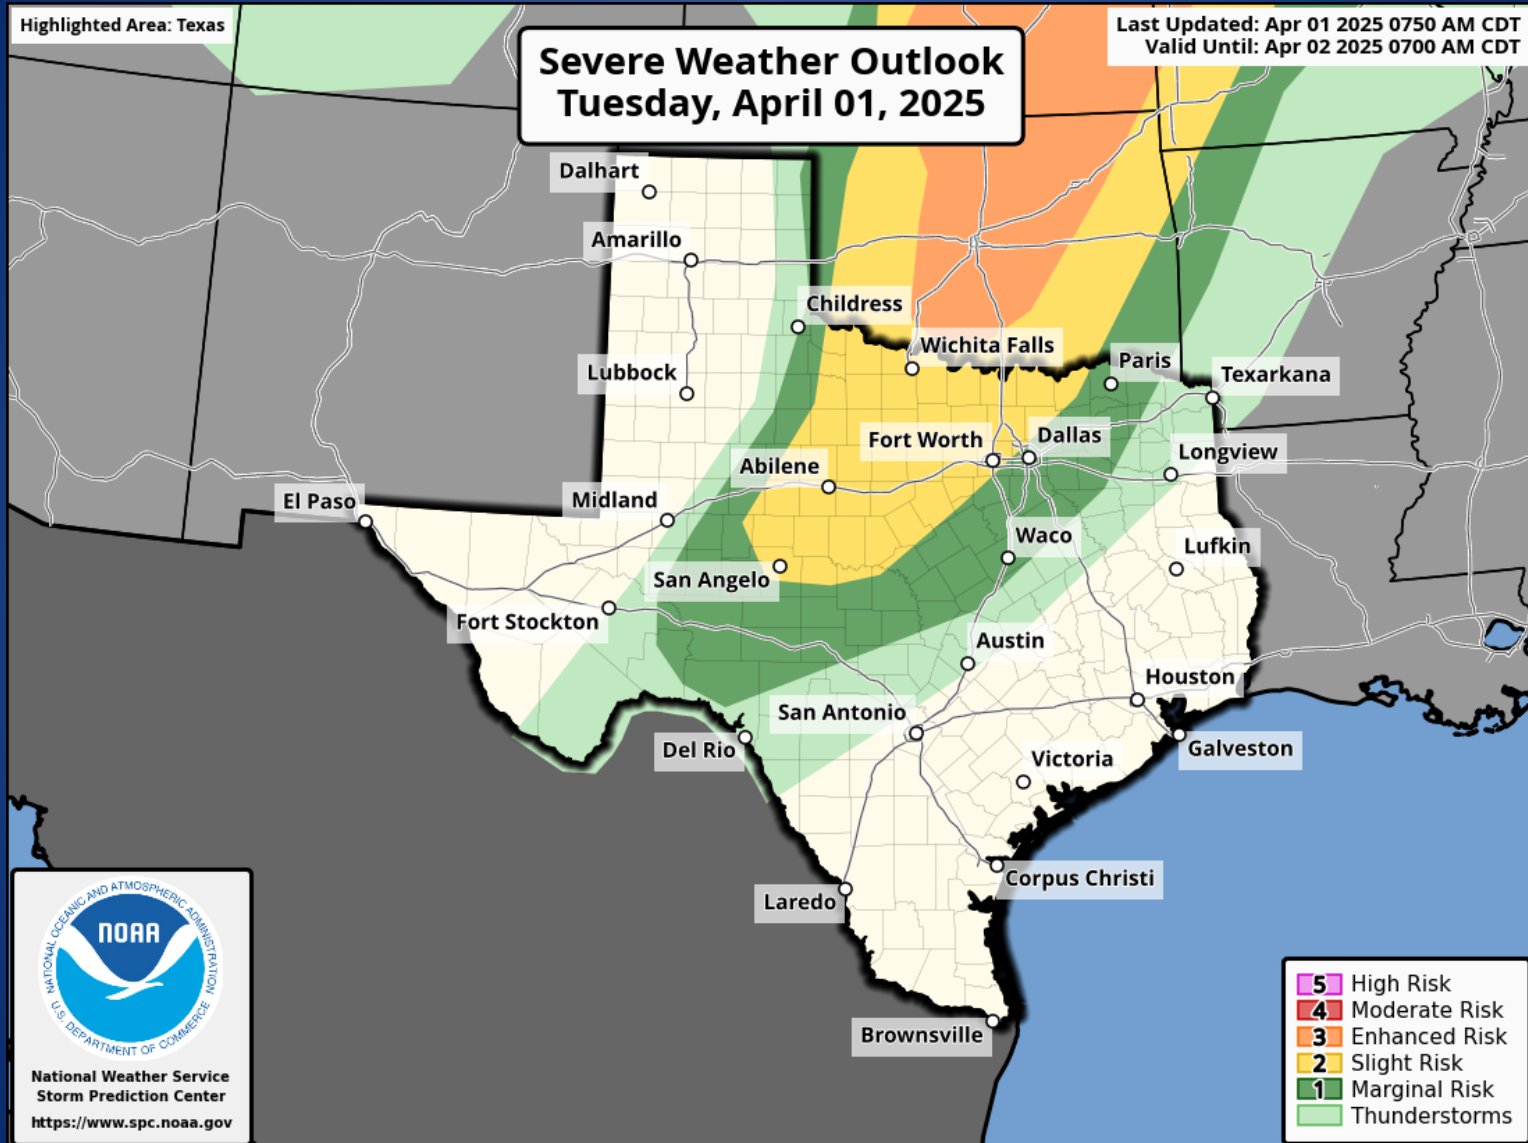 Highlighted Area: Texas
Last Updated: Apr 01 2025 0750 AM CDT
Valid Until: Apr 02 2025 0700 AM CDT
Severe Weather Outlook
Tuesday, April 01, 2025
Dalhart
Amarillo
Childress
Wichita Falls
Paris
Lubbock
Texarkana
Fort Worth
Dallas
Abilene
Longview
El Paso
Midland
Waco
Lufkin
San Angelo
Fort Stockton
Austin
Houston
San Antonio
Del Rio
Galveston
Victoria
Corpus Christi
Laredo
Brownsville
NATIONAL OCEANIC AND ATMOSPHERIC ADMINISTRATION
NOAA
U.S. DEPARTMENT OF COMMERCE
National Weather Service
Storm Prediction Center
https://www.spc.noaa.gov
5 High Risk
4 Moderate Risk
3 Enhanced Risk
2 Slight Risk
1 Marginal Risk
Thunderstorms